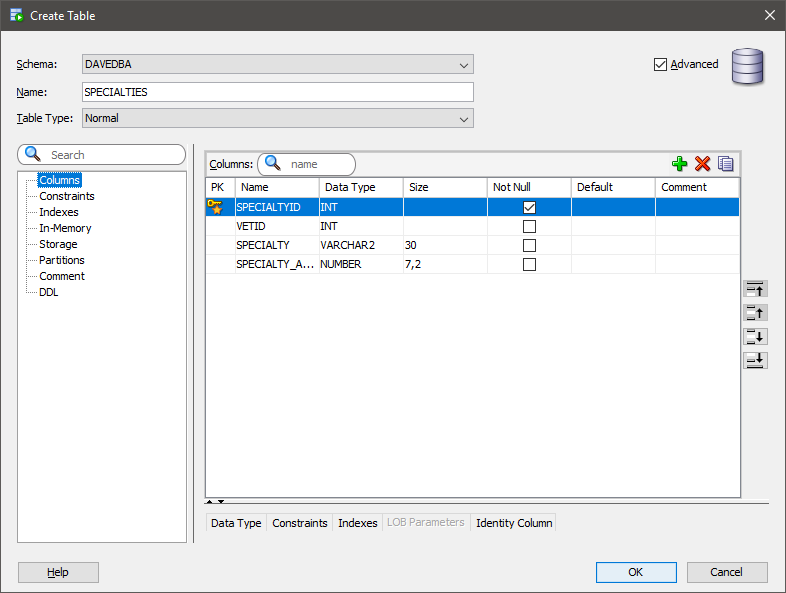 Create Table
Schema: DAVEDBA Advanced
Name: SPECIALTIES
Table Type: Normal
Search
Columns
Constraints
Indexes
In-Memory
Storage
Partitions
Comment
DDL
Columns: name
PK Name Data Type Size Not Null Default Comment
SPECIALTYID INT
VETID INT
SPECIALTY VARCHAR2 30
SPECIALTY_A... NUMBER 7,2
Data Type Constraints Indexes LOB Parameters Identity Column
Help OK Cancel